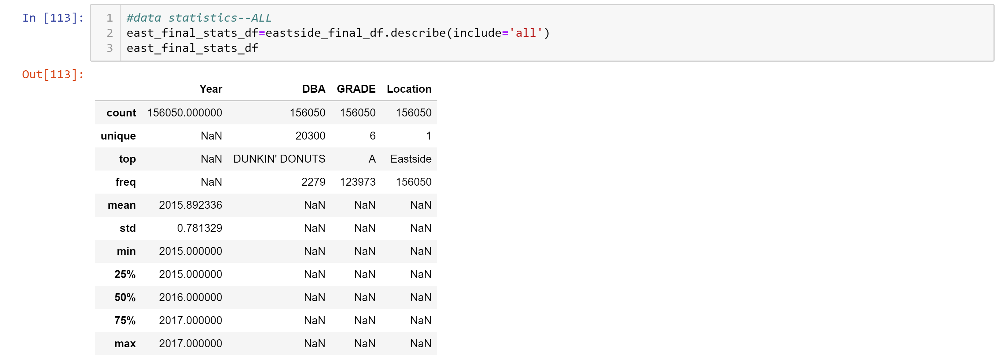 In [113]:
1 #data statistics--ALL
2 east_final_stats_df=eastside_final_df.describe(include='all')
3 east_final_stats_df
Out[113]:
Year DBA GRADE Location
count 156050.000000 156050 156050 156050
unique NaN 20300 6 1
top NaN DUNKIN' DONUTS A Eastside
freq NaN 2279 123973 156050
mean 2015.892336 NaN NaN NaN
std 0.781329 NaN NaN NaN
min 2015.000000 NaN NaN NaN
25% 2015.000000 NaN NaN NaN
50% 2016.000000 NaN NaN NaN
75% 2017.000000 NaN NaN NaN
max 2017.000000 NaN NaN NaN